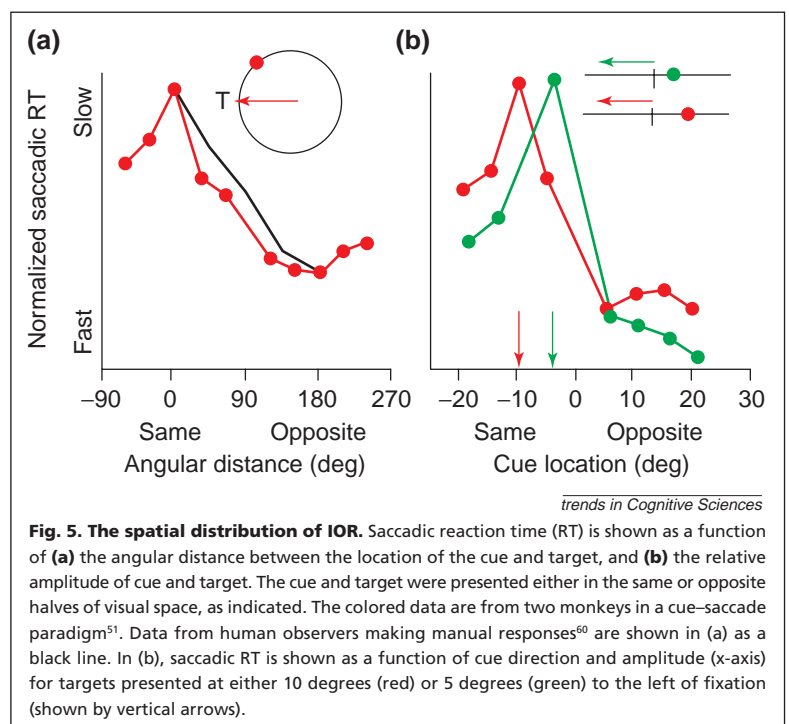 (a)
(b)
T
Normalized saccadic RT
Slow
Fast
–90 0 90 180 270
Same Opposite
Angular distance (deg)
–20 –10 0 10 20 30
Same Opposite
Cue location (deg)
trends in Cognitive Sciences
Fig. 5. The spatial distribution of IOR. Saccadic reaction time (RT) is shown as a function
of (a) the angular distance between the location of the cue and target, and (b) the relative
amplitude of cue and target. The cue and target were presented either in the same or opposite
halves of visual space, as indicated. The colored data are from two monkeys in a cue–saccade
paradigm51. Data from human observers making manual responses60 are shown in (a) as a
black line. In (b), saccadic RT is shown as a function of cue direction and amplitude (x-axis)
for targets presented at either 10 degrees (red) or 5 degrees (green) to the left of fixation
(shown by vertical arrows).